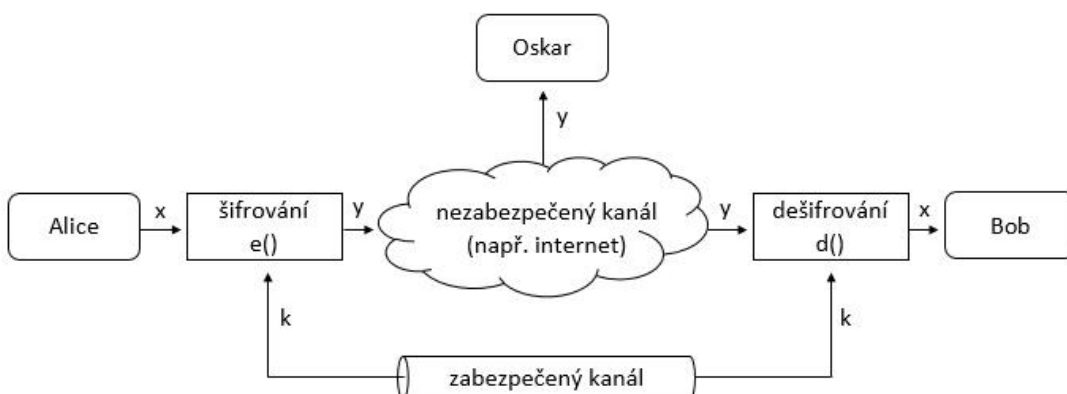 Oskar
y
Alice
x
šifrování
e()
y
nezabezpečený kanál
(např. internet)
y
dešifrování
d()
x
Bob
k
k
zabezpečený kanál